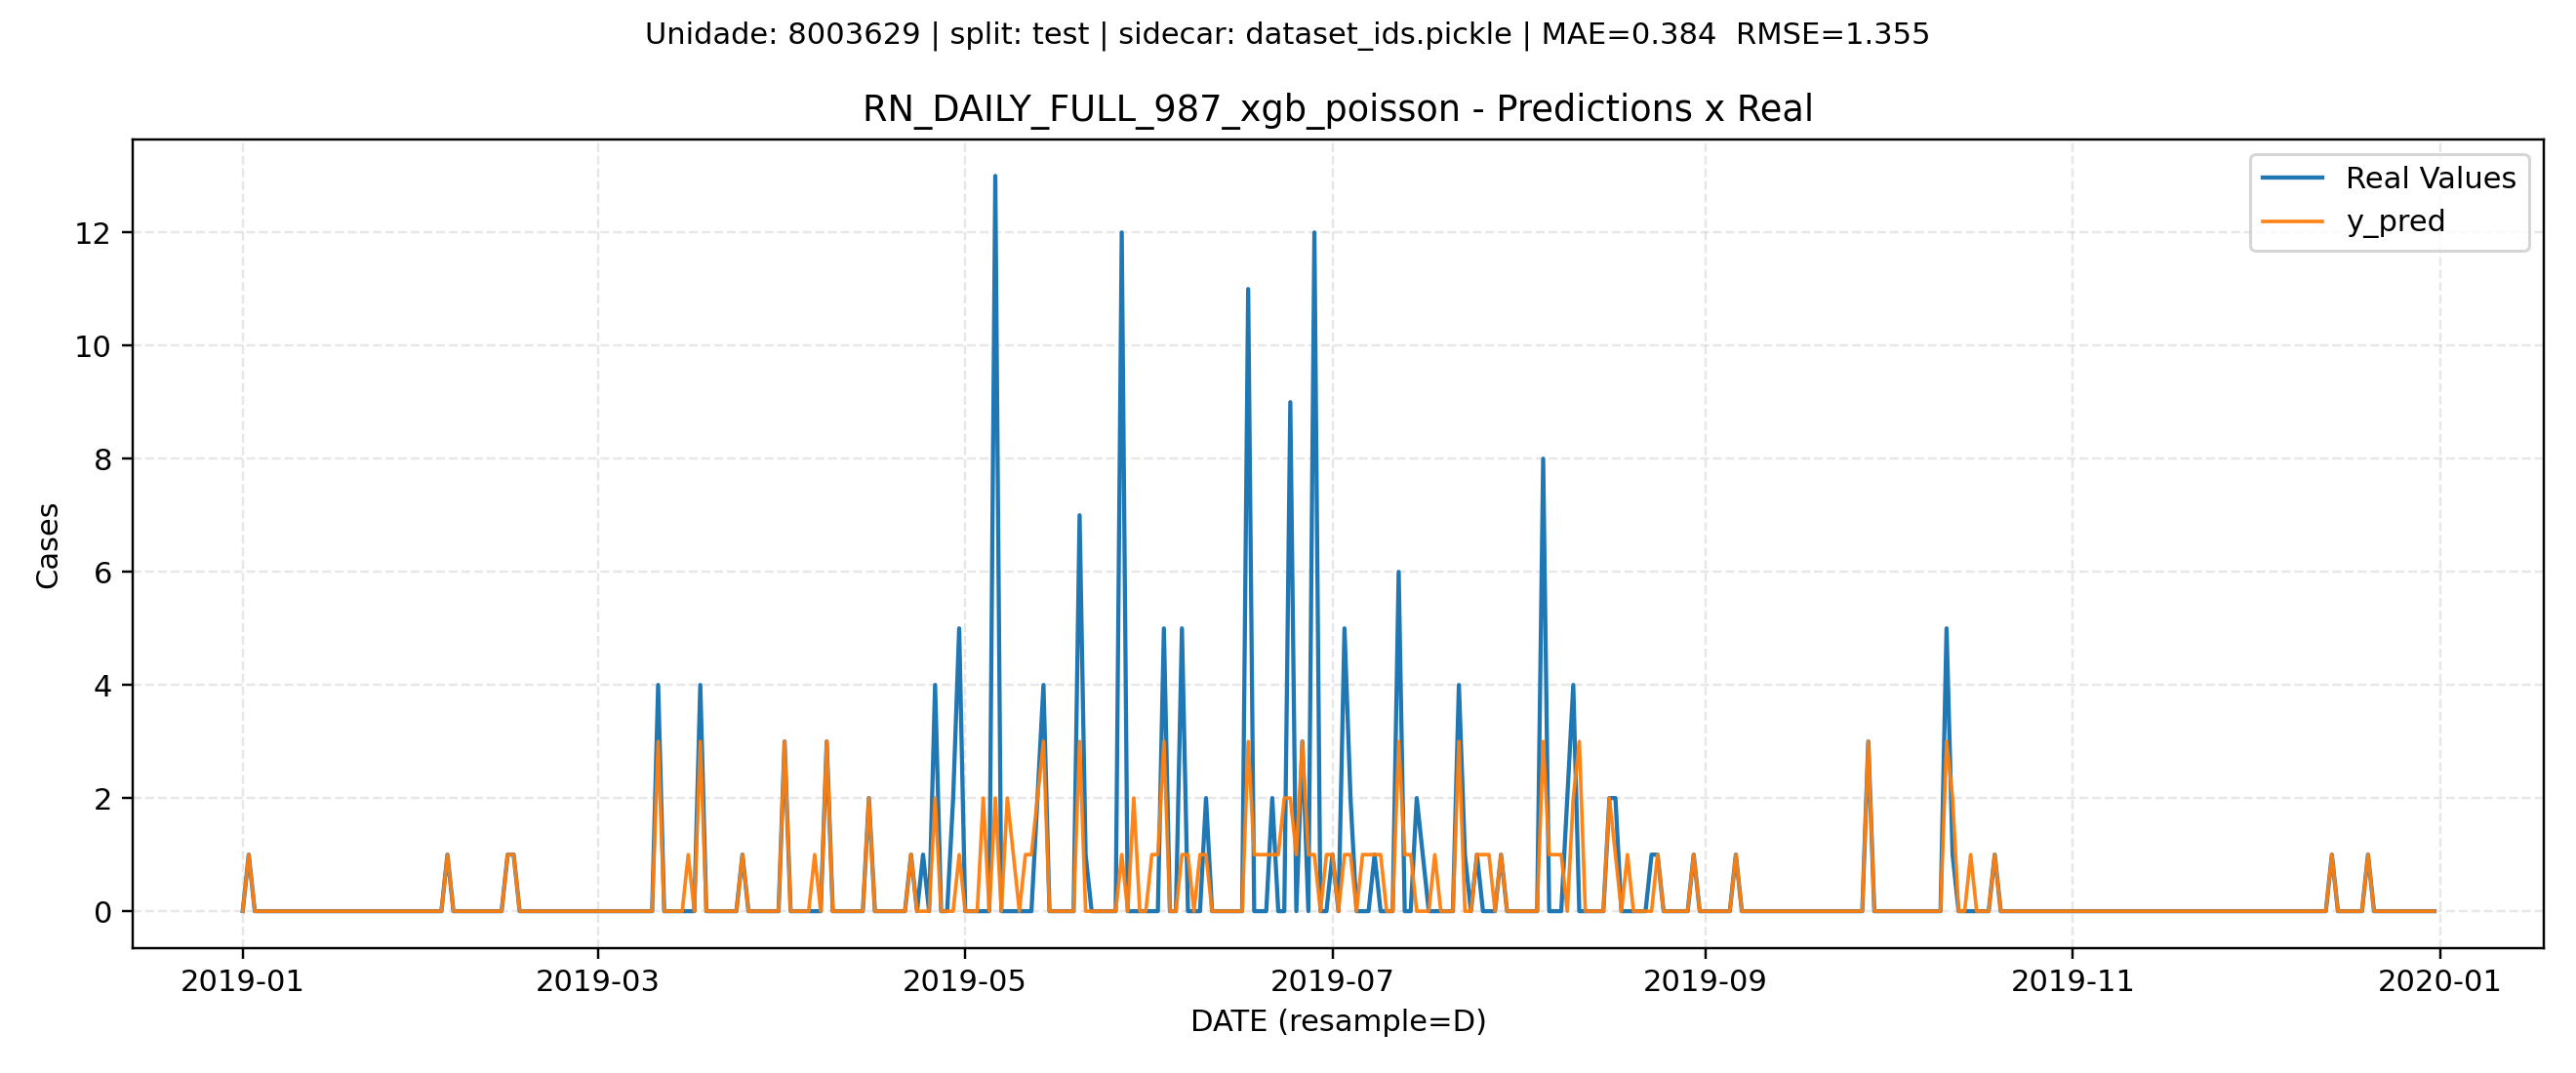 Unidade: 8003629 | split: test | sidecar: dataset_ids.pickle | MAE=0.384  RMSE=1.355
RN_DAILY_FULL_987_xgb_poisson - Predictions x Real
Real Values
y_pred
Cases
12
10
8
6
4
2
0
2019-01
2019-03
2019-05
2019-07
2019-09
2019-11
2020-01
DATE (resample=D)